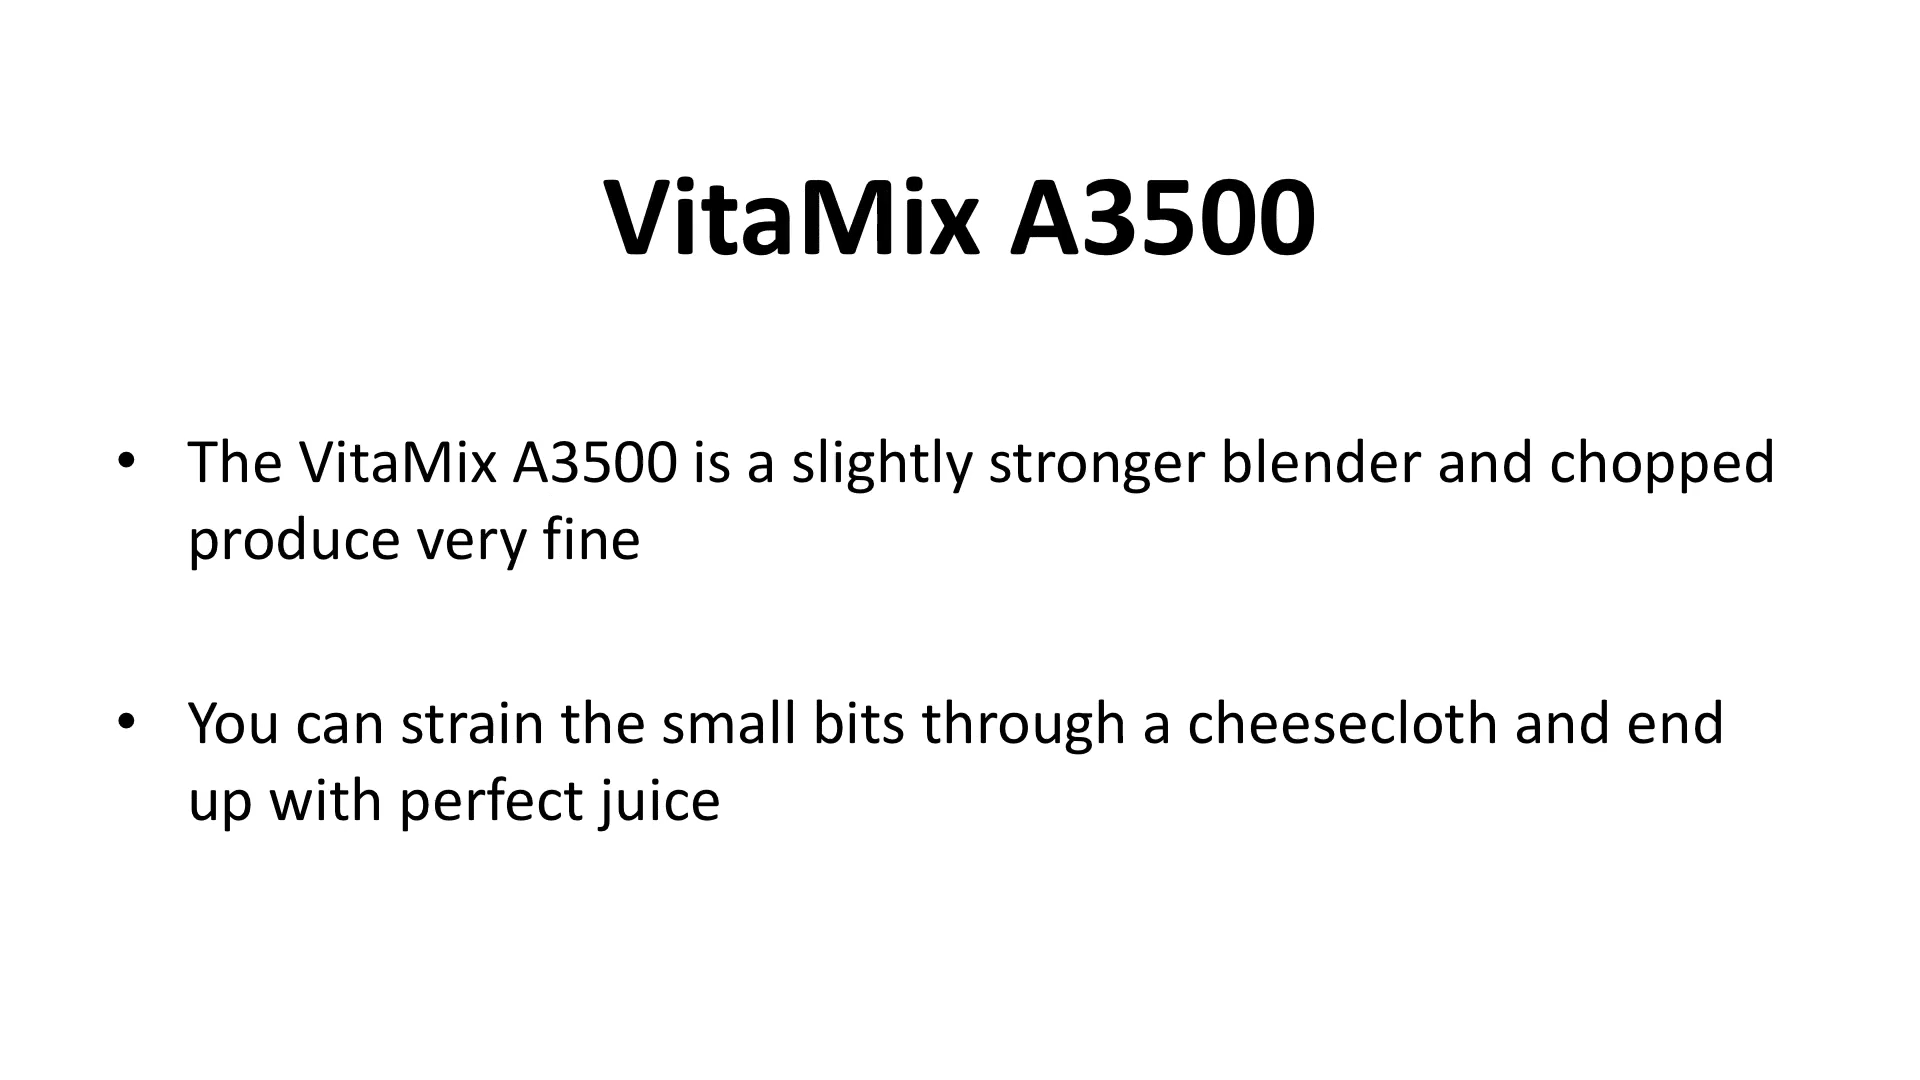 VitaMix A3500
• The VitaMix A3500 is a slightly stronger blender and chopped
produce very fine
• You can strain the small bits through a cheesecloth and end
up with perfect juice